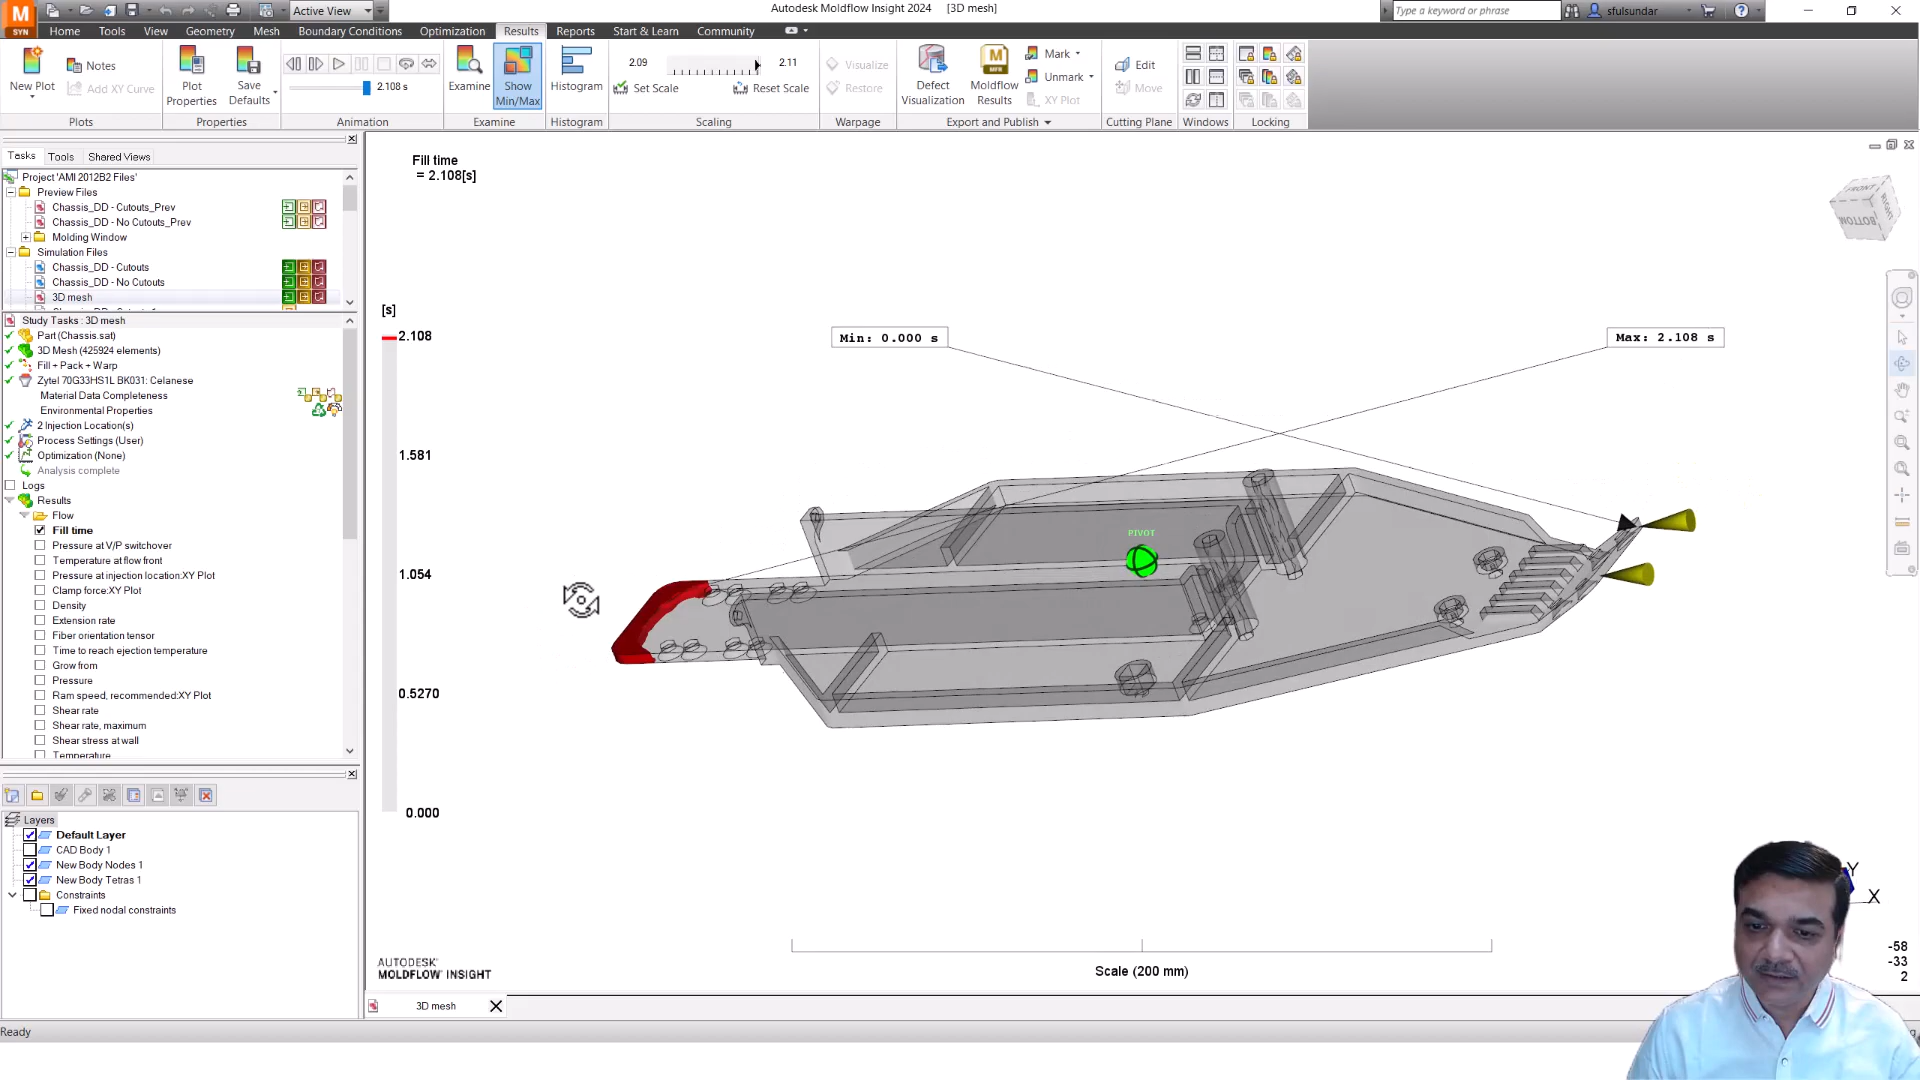 M
SYN
Active View
Autodesk Moldflow Insight 2024 [3D mesh]
Type a keyword or phrase
sfulsundar
Home Tools View Geometry Mesh Boundary Conditions Optimization Results Reports Start & Learn Community
New Plot
Notes
Add XY Curve
Plots
Plot Properties
Save Defaults
Properties
2.108 s
Animation
Examine
Show Min/Max
Examine
Histogram
Histogram
2.09
2.11
Set Scale
Reset Scale
Scaling
Visualize
Restore
Warpage
Defect Visualization
Moldflow Results
Mark
Unmark
XY Plot
Export and Publish
Edit
Move
Cutting Plane
Windows
Locking
Tasks Tools Shared Views
Project 'AMI 2012B2 Files'
Preview Files
Chassis_DD - Cutouts_Prev
Chassis_DD - No Cutouts_Prev
Molding Window
Simulation Files
Chassis_DD - Cutouts
Chassis_DD - No Cutouts
3D mesh
Study Tasks : 3D mesh
Part (Chassis.sat)
3D Mesh (425924 elements)
Fill + Pack + Warp
Zytel 70G33HS1L BK031: Celanese
Material Data Completeness
Environmental Properties
2 Injection Location(s)
Process Settings (User)
Optimization (None)
Analysis complete
Logs
Results
Flow
Fill time
Pressure at V/P switchover
Temperature at flow front
Pressure at injection location:XY Plot
Clamp force:XY Plot
Density
Extension rate
Fiber orientation tensor
Time to reach ejection temperature
Grow from
Pressure
Ram speed, recommended:XY Plot
Shear rate
Shear rate, maximum
Shear stress at wall
Temperature
Layers
Default Layer
CAD Body 1
New Body Nodes 1
New Body Tetras 1
Constraints
Fixed nodal constraints
Fill time
= 2.108[s]
[s]
2.108
1.581
1.054
0.5270
0.000
Min: 0.000 s
Max: 2.108 s
PIVOT
FRONT
RIGHT
BOTTOM
Y
X
-58
-33
2
Scale (200 mm)
AUTODESK
MOLDFLOW INSIGHT
3D mesh
Ready